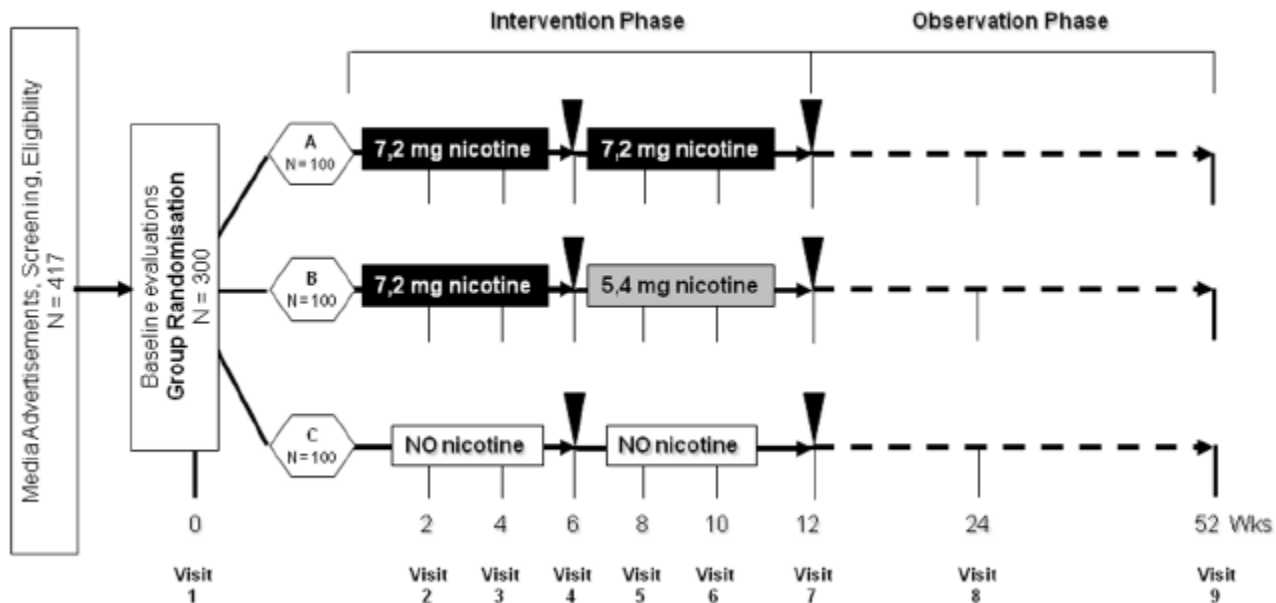 Intervention Phase
Observation Phase
Media Advertisements, Screening, Eligibility
N = 417
Baseline evaluations
Group Randomisation
N = 300
A
N = 100
7,2 mg nicotine
7,2 mg nicotine
B
N = 100
7,2 mg nicotine
5,4 mg nicotine
C
N = 100
NO nicotine
NO nicotine
0
2
4
6
8
10
12
24
52 Wks
Visit
1
Visit
2
Visit
3
Visit
4
Visit
5
Visit
6
Visit
7
Visit
8
Visit
9